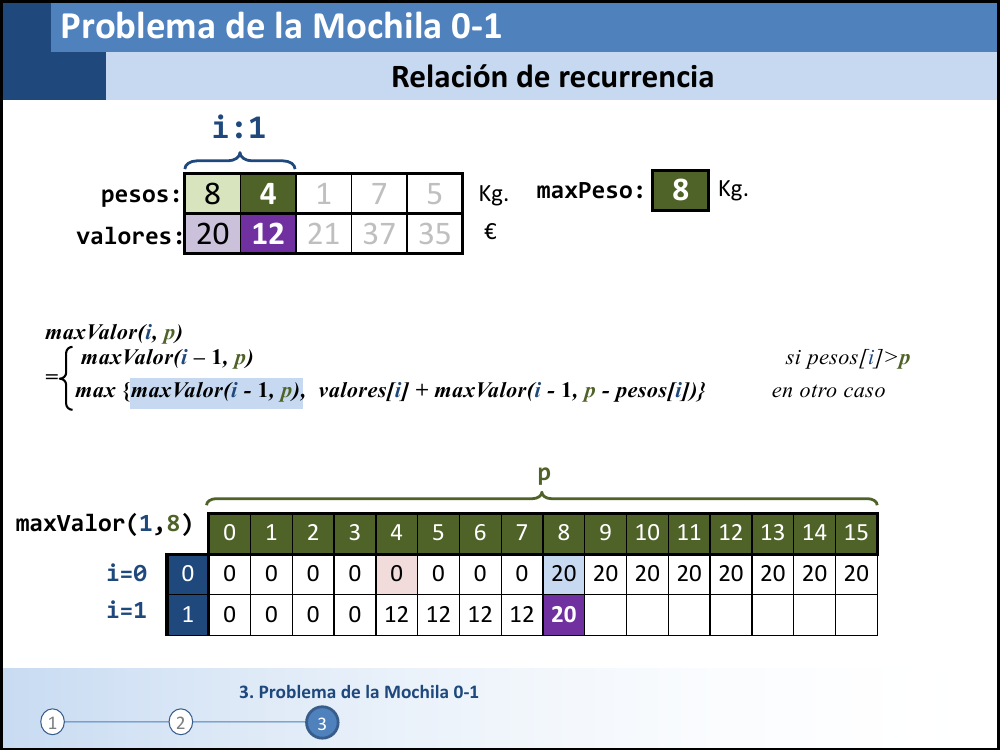 Problema de la Mochila 0-1
Relación de recurrencia
i:1
pesos: 8 4 1 7 5 Kg. maxPeso: 8 Kg.
valores: 20 12 21 37 35 €
maxValor(i, p)
maxValor(i – 1, p) si pesos[i]>p
= max {maxValor(i - 1, p), valores[i] + maxValor(i - 1, p - pesos[i])} en otro caso
p
maxValor(1,8) 0 1 2 3 4 5 6 7 8 9 10 11 12 13 14 15
i=0 0 0 0 0 0 0 0 0 0 20 20 20 20 20 20 20 20
i=1 1 0 0 0 0 12 12 12 12 20
3. Problema de la Mochila 0-1
1 2 3